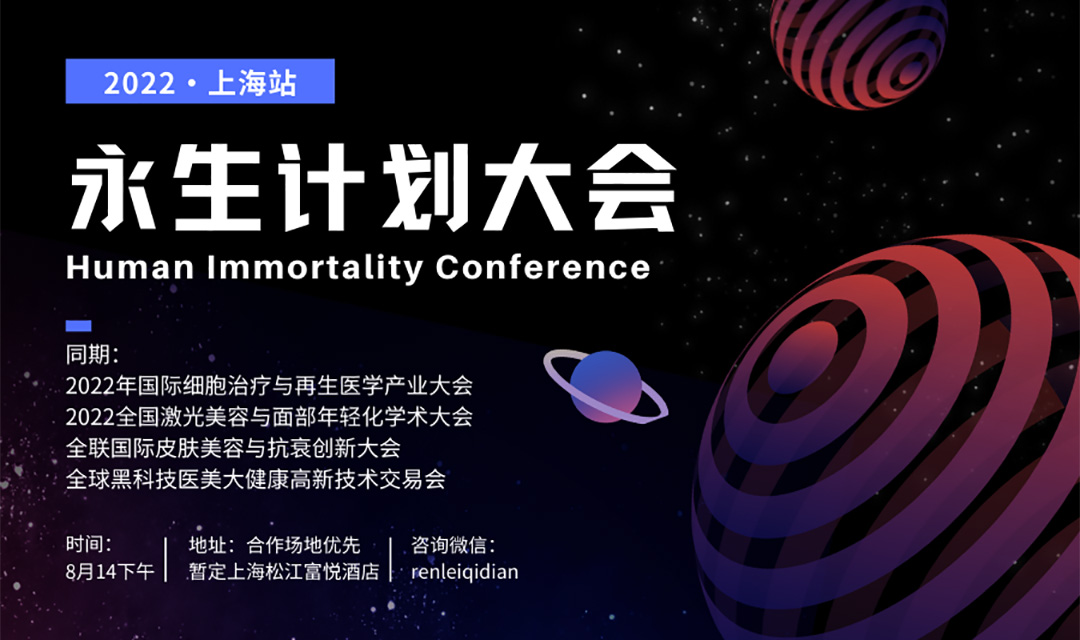 2022·上海站
永生计划大会
Human Immortality Conference
同期：
2022年国际细胞治疗与再生医学产业大会
2022全国激光美容与面部年轻化学术大会
全联国际皮肤美容与抗衰创新大会
全球黑科技医美大健康高新技术交易会
时间：
8月14下午
地址：合作场地优先
暂定上海松江富悦酒店
咨询微信：
renleiqidian